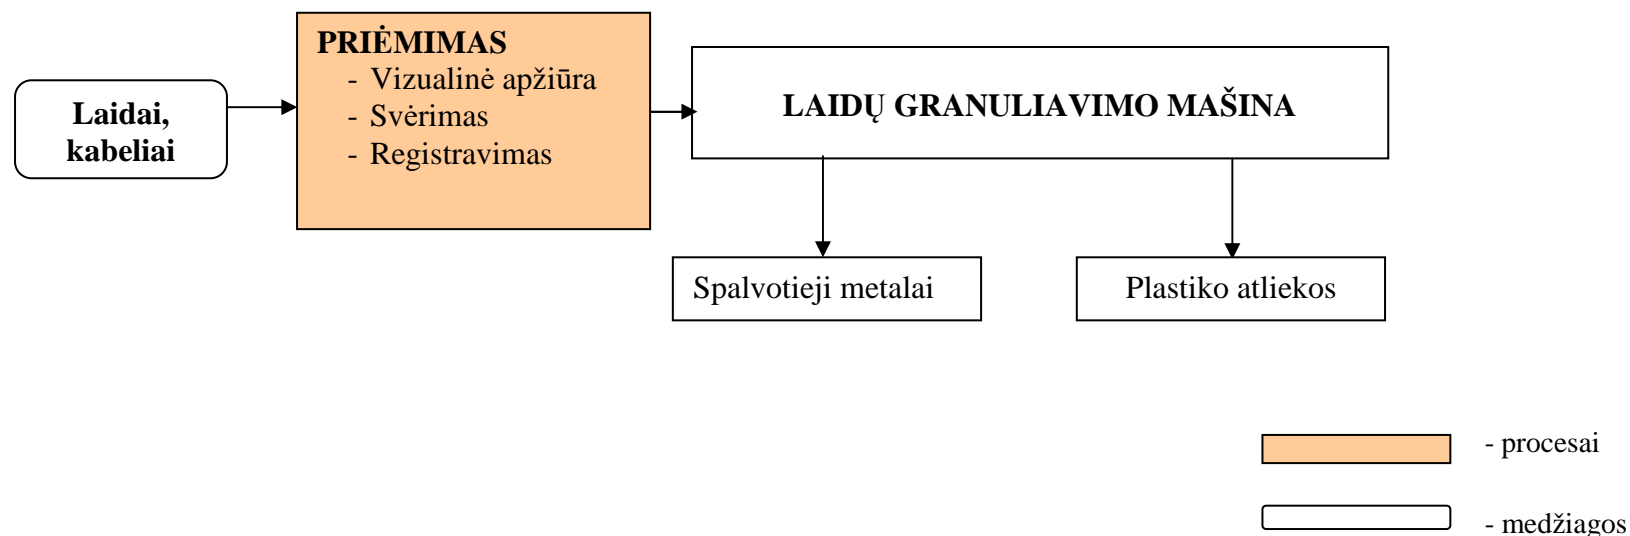 Laidai,
kabeliai
PRIĖMIMAS
- Vizualinė apžiūra
- Svėrimas
- Registravimas
LAIDŲ GRANULIAVIMO MAŠINA
Spalvotieji metalai
Plastiko atliekos
- procesai
- medžiagos